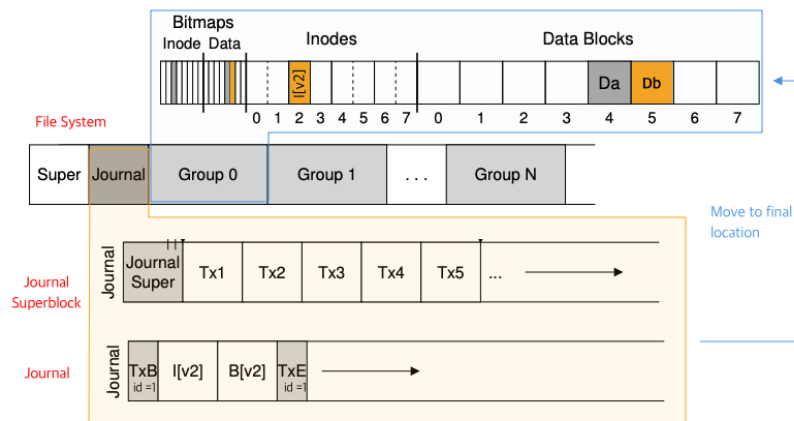 Bitmaps
Inode Data
Inodes
Data Blocks
I[v2]
Da
Db
0 1 2 3 4 5 6 7
0 1 2 3 4 5 6 7
File System
Super
Journal
Group 0
Group 1
. . .
Group N
Move to final
location
Journal
Superblock
Journal
Journal
Super
Tx1
Tx2
Tx3
Tx4
Tx5
...
Journal
Journal
TxB
id =1
I[v2]
B[v2]
TxE
id =1